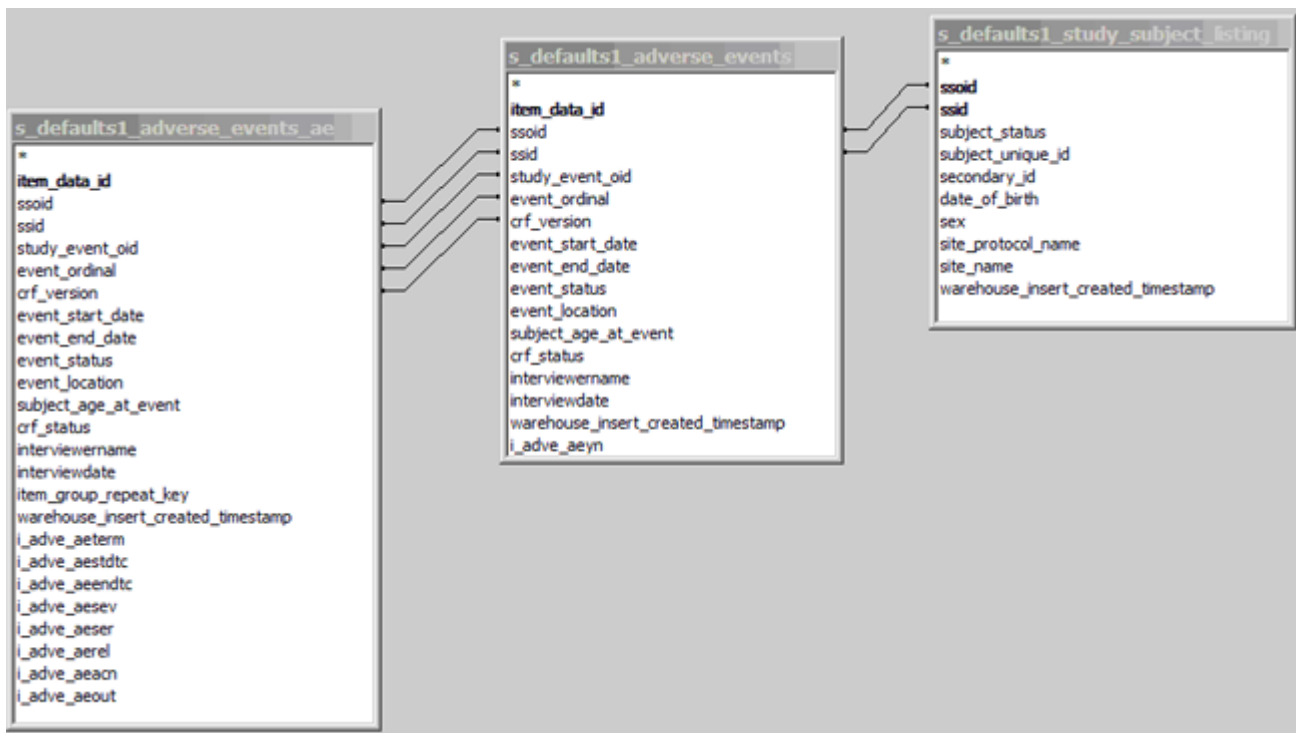 s_defaults1_adverse_events_ae
*
item_data_id
ssoid
ssid
study_event_oid
event_ordinal
crf_version
event_start_date
event_end_date
event_status
event_location
subject_age_at_event
crf_status
interviewername
interviewdate
item_group_repeat_key
warehouse_insert_created_timestamp
i_adve_aeterm
i_adve_aestdtc
i_adve_aeendtc
i_adve_aesev
i_adve_aeser
i_adve_aerel
i_adve_aeacn
i_adve_aeout
s_defaults1_adverse_events
*
item_data_id
ssoid
ssid
study_event_oid
event_ordinal
crf_version
event_start_date
event_end_date
event_status
event_location
subject_age_at_event
crf_status
interviewername
interviewdate
warehouse_insert_created_timestamp
i_adve_aeyn
s_defaults1_study_subject_listing
*
ssoid
ssid
subject_status
subject_unique_id
secondary_id
date_of_birth
sex
site_protocol_name
site_name
warehouse_insert_created_timestamp